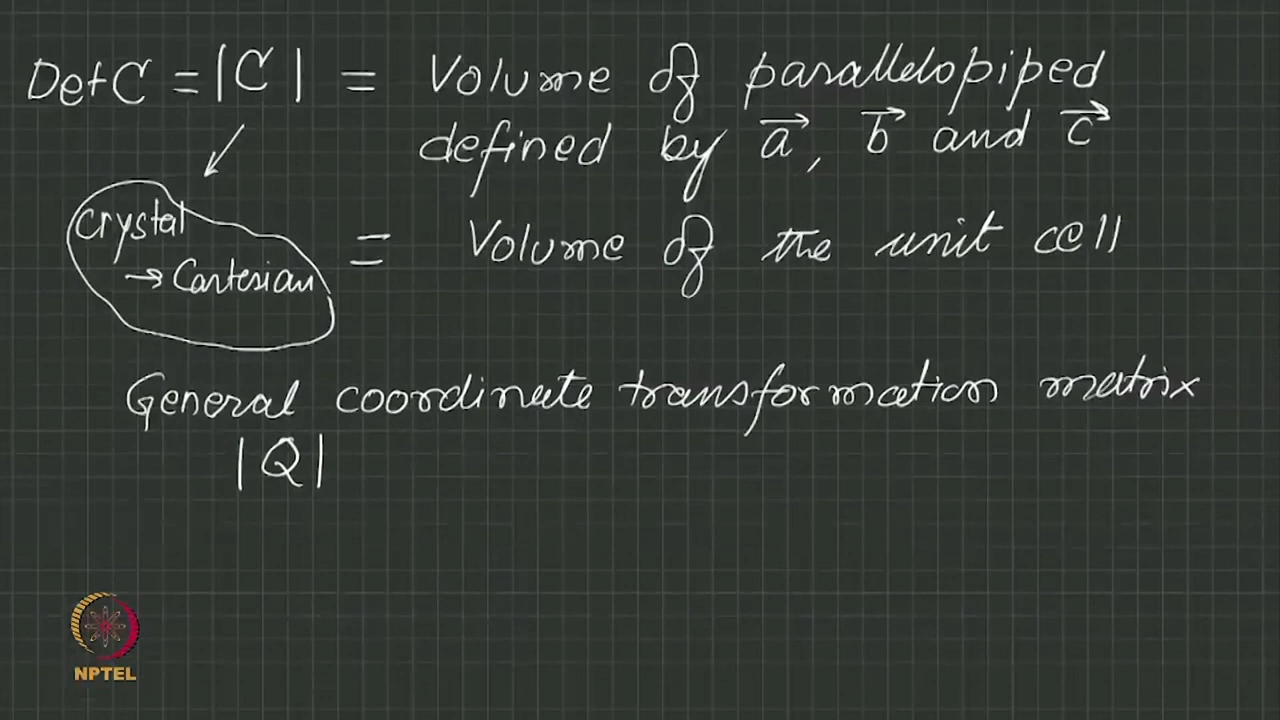 Det C = |C| = Volume of parallelopiped
defined by a⃗, b⃗ and c⃗
↙
Crystal
→ Cartesian
= Volume of the unit cell
General coordinate transformation matrix
|Q|
NPTEL